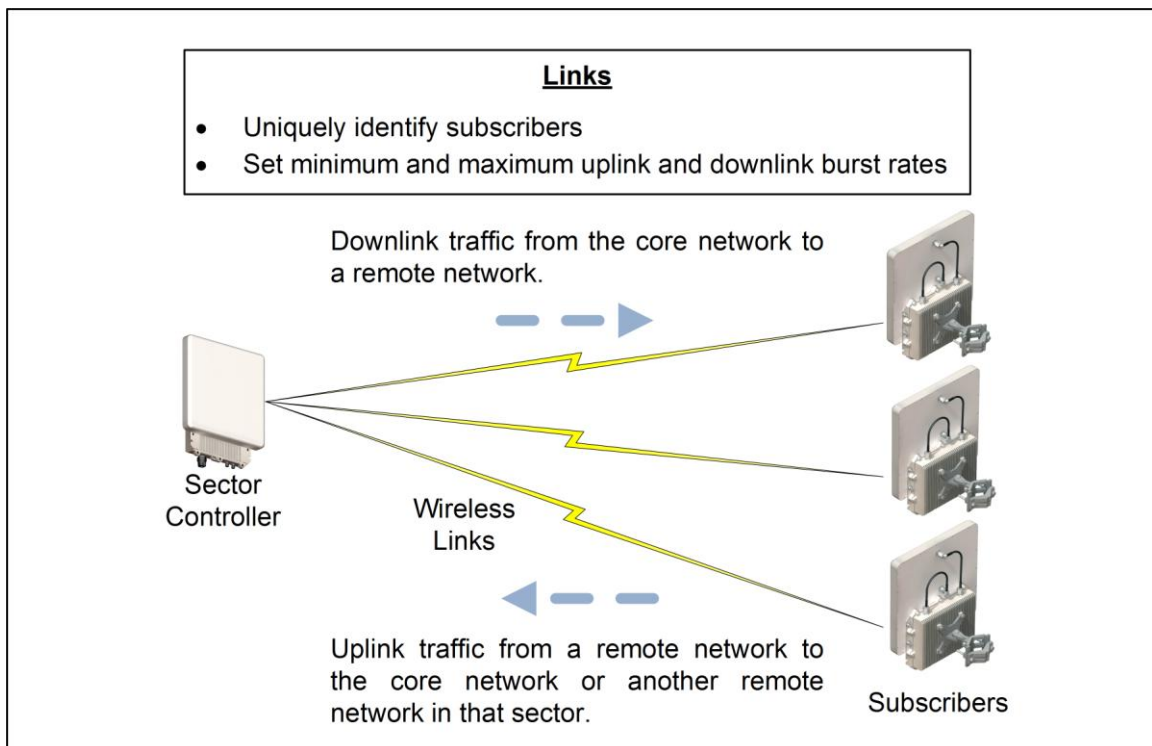 Links
• Uniquely identify subscribers
• Set minimum and maximum uplink and downlink burst rates
Downlink traffic from the core network to
a remote network.
Sector
Controller
Wireless
Links
Uplink traffic from a remote network to
the core network or another remote
network in that sector.
Subscribers